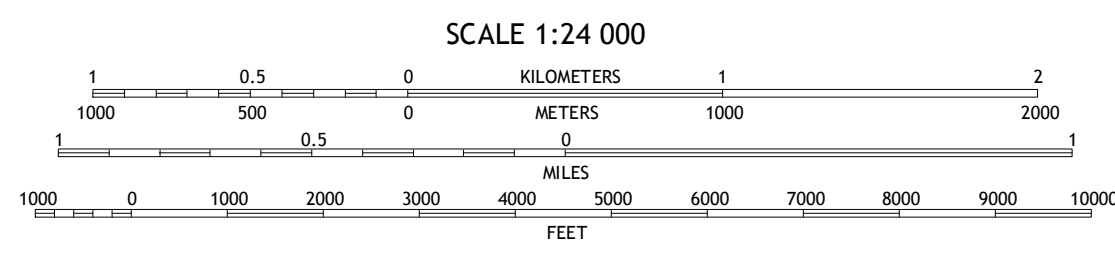 SCALE 1:24 000
1 0.5 0 KILOMETERS 1 2
1000 500 0 METERS 1000 2000
1 0.5 0 1
MILES
1000 0 1000 2000 3000 4000 5000 6000 7000 8000 9000 10000
FEET